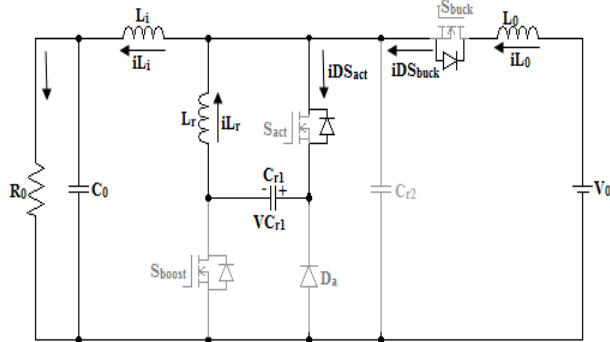 Li
iLi
Sbuck
L0
iDSbuck
iL0
iDSact
Lr
iLr
Sact
Cr1
- +
VCr1
R0
C0
Cr2
V0
Sboost
Da